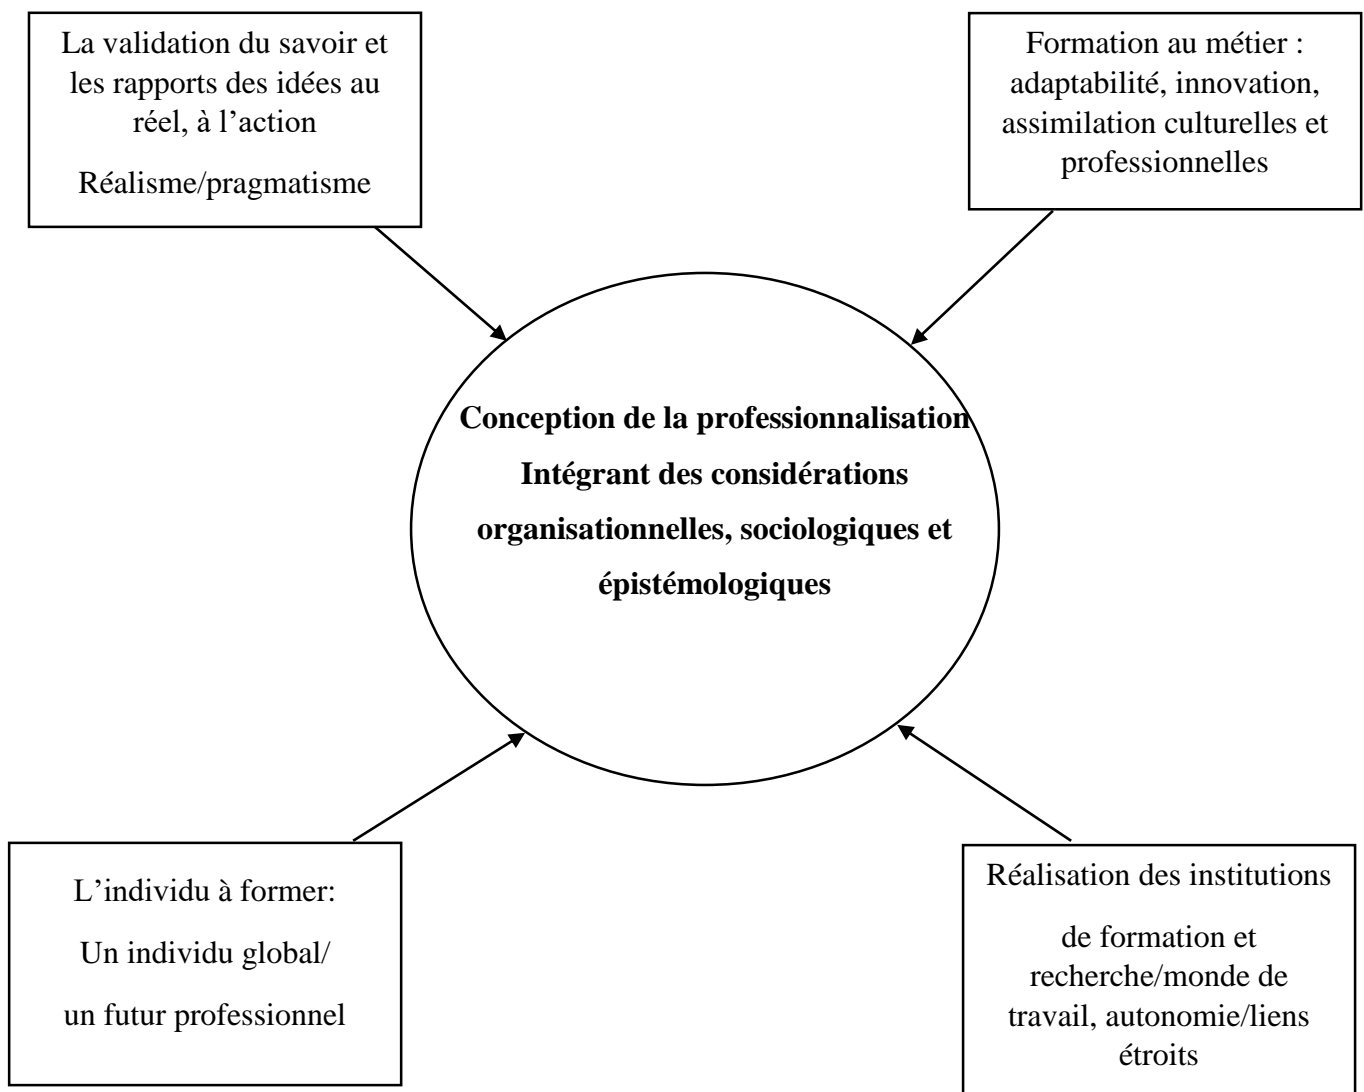 La validation du savoir et
les rapports des idées au
réel, à l’action
Réalisme/pragmatisme
Formation au métier :
adaptabilité, innovation,
assimilation culturelles et
professionnelles
Conception de la professionnalisation
Intégrant des considérations
organisationnelles, sociologiques et
épistémologiques
L’individu à former:
Un individu global/
un futur professionnel
Réalisation des institutions
de formation et
recherche/monde de
travail, autonomie/liens
étroits